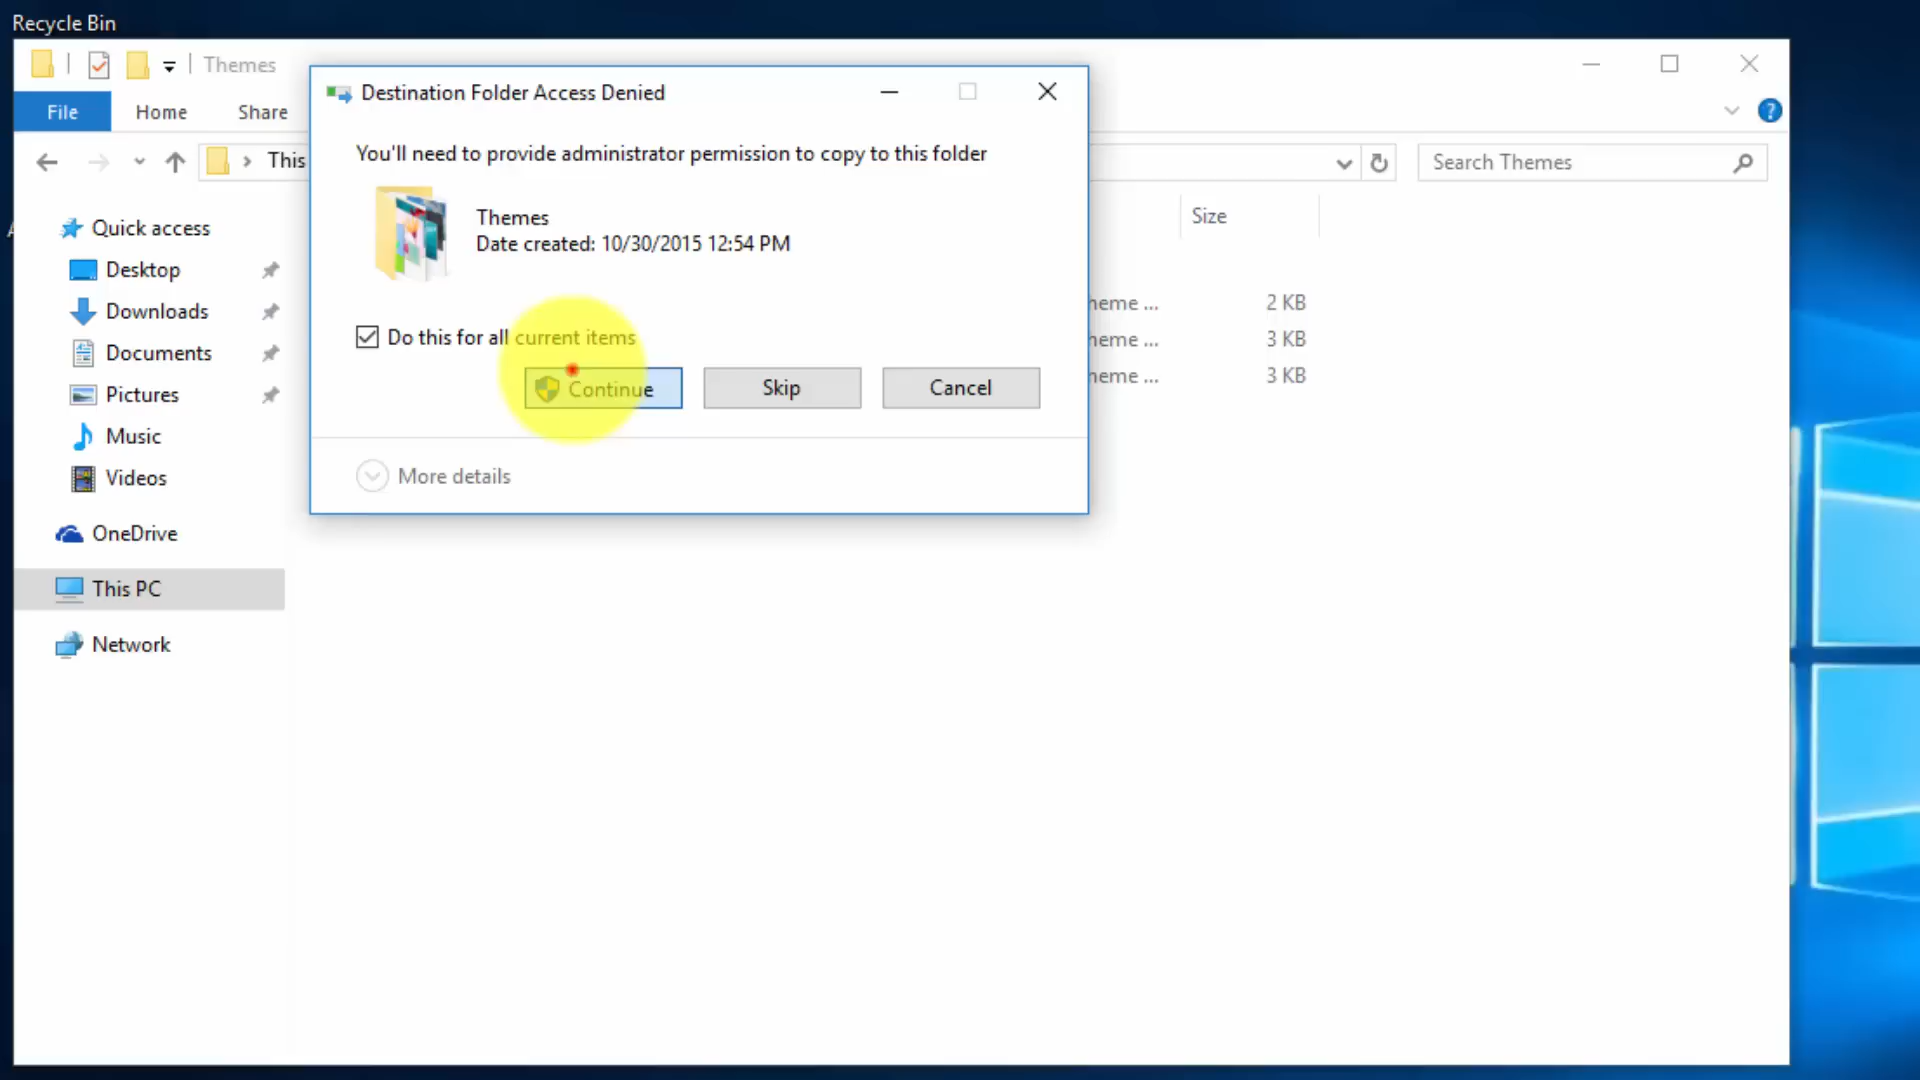 Recycle Bin
Themes
Destination Folder Access Denied
File
Home
Share
?
You'll need to provide administrator permission to copy to this folder
This
Search Themes
Themes
Date created: 10/30/2015 12:54 PM
Size
Quick access
Desktop
Downloads
Documents
Pictures
Music
Videos
OneDrive
This PC
Network
heme ... 2 KB
heme ... 3 KB
heme ... 3 KB
Do this for all current items
Continue
Skip
Cancel
More details